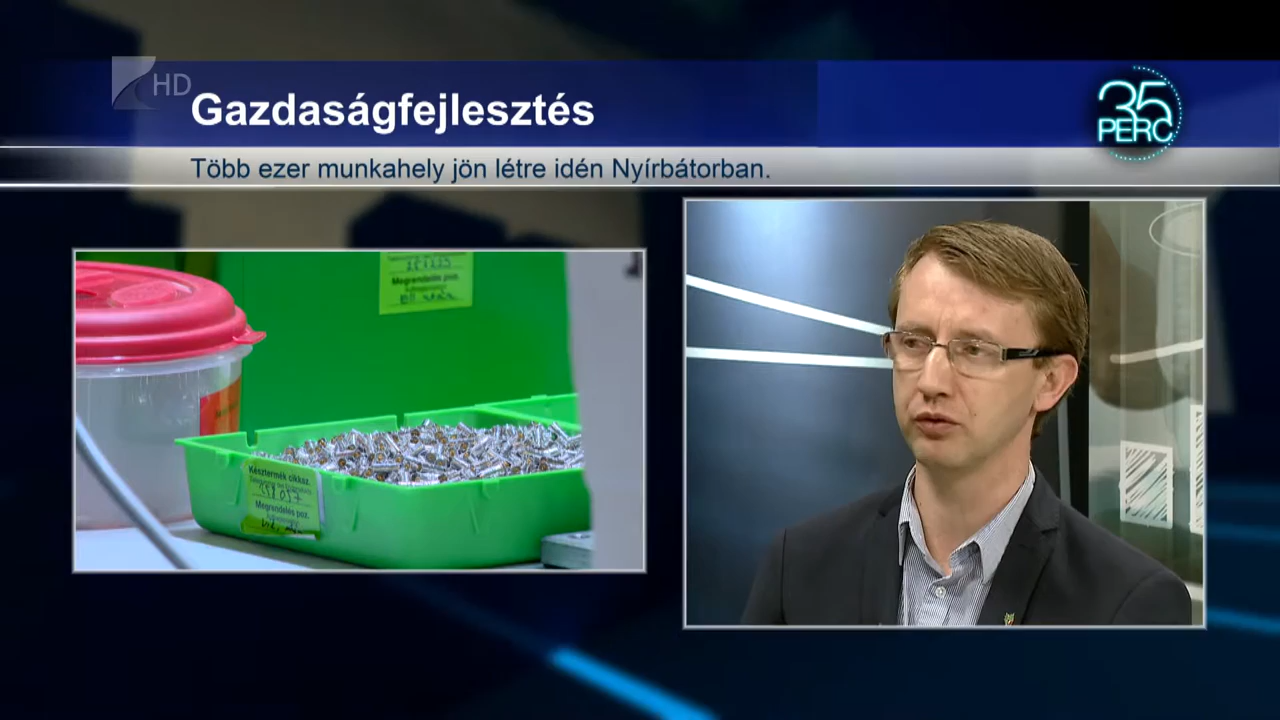 HD
Gazdaságfejlesztés
35
PERC
Több ezer munkahely jön létre idén Nyírbátorban.
Megrendelés poz.
Késztermék cikksz.
Megrendelés poz.